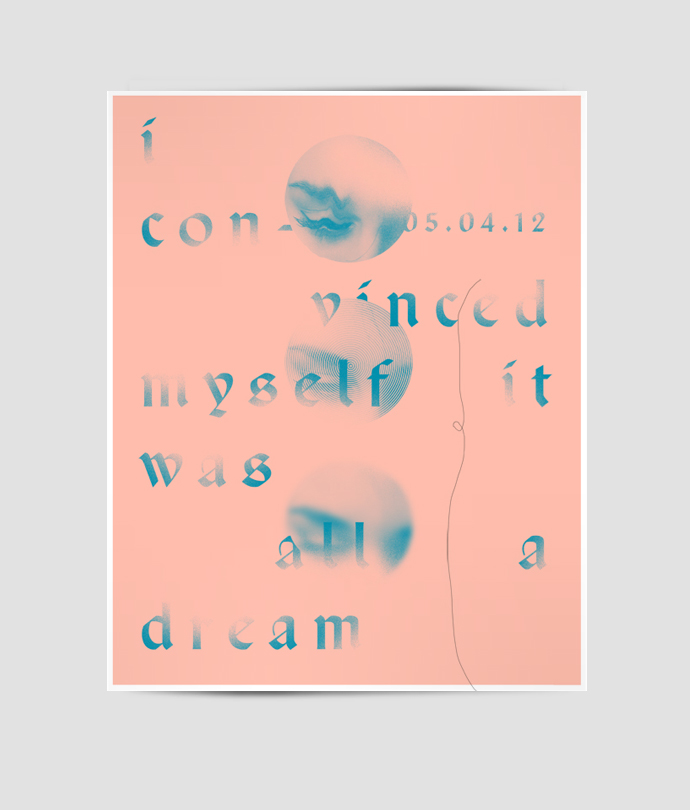 i
con- 05.04.12
vinced
myself it
was
all a
dream